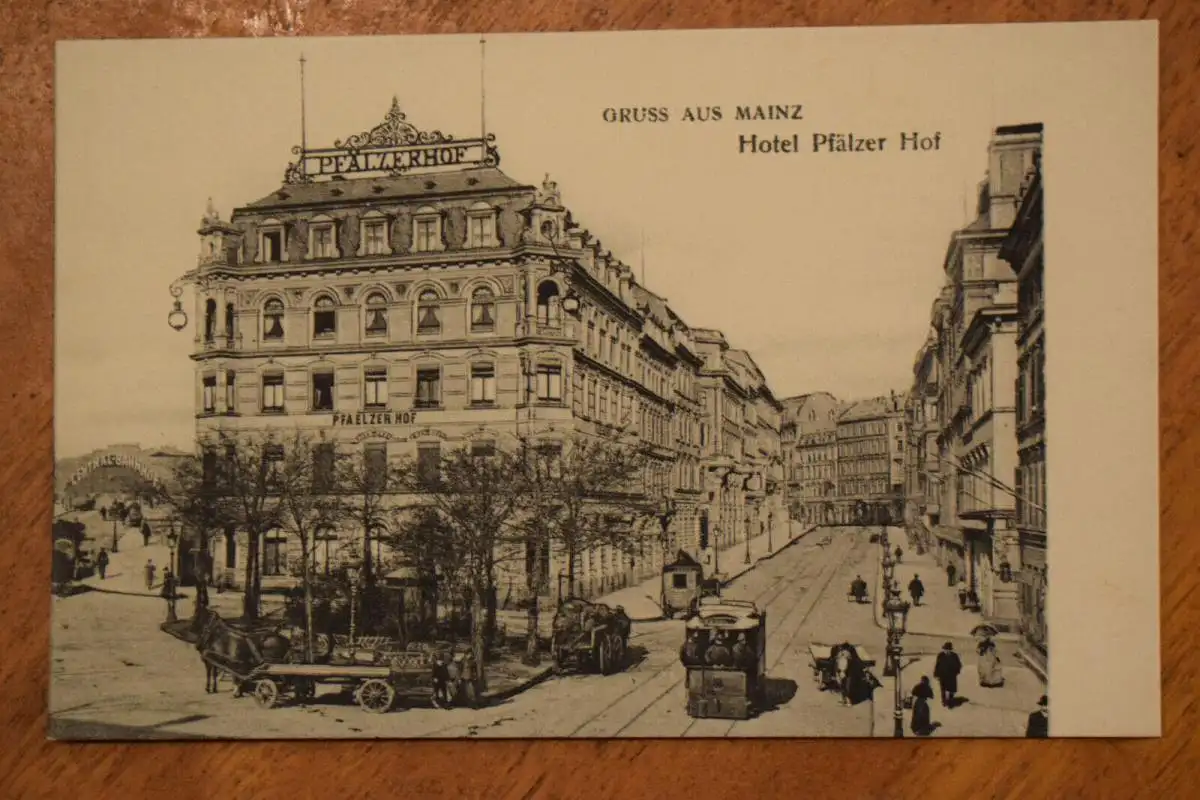 GRUSS AUS MAINZ
Hotel Pfälzer Hof
PFÄLZERHOF
PFAELZER HOF